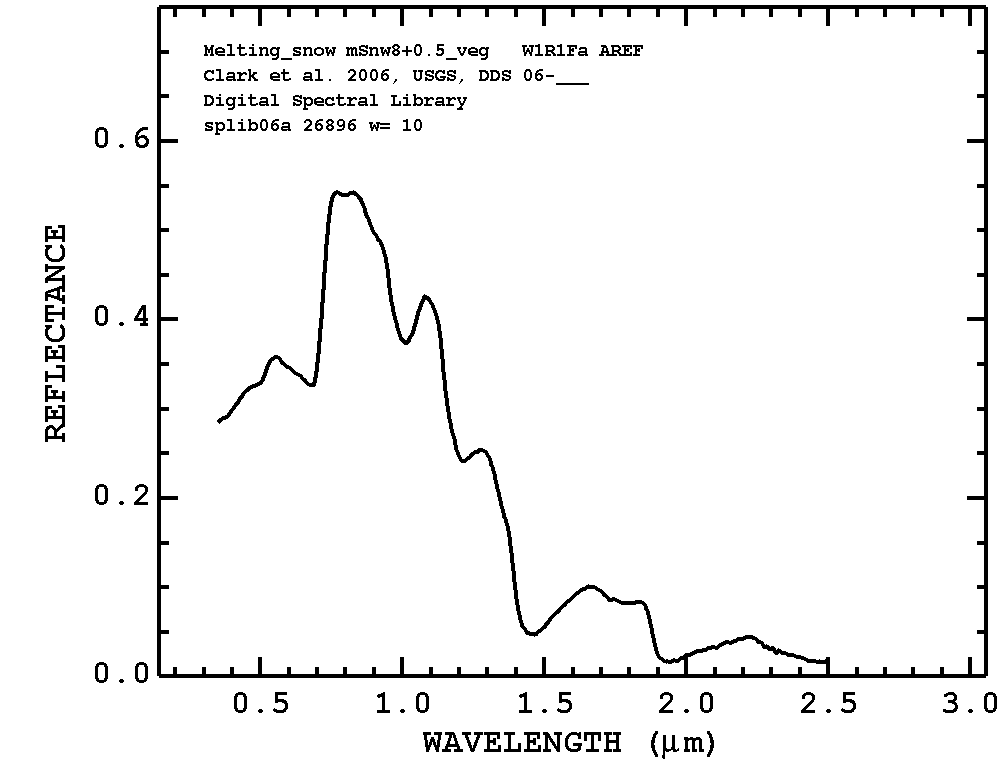 Melting_snow mSnw8+0.5_veg W1R1Fa AREF
Clark et al. 2006, USGS, DDS 06-___
Digital Spectral Library
splib06a 26896 w= 10
0.6
0.4
0.2
0.0
REFLECTANCE
0.5 1.0 1.5 2.0 2.5 3.0
WAVELENGTH (μm)